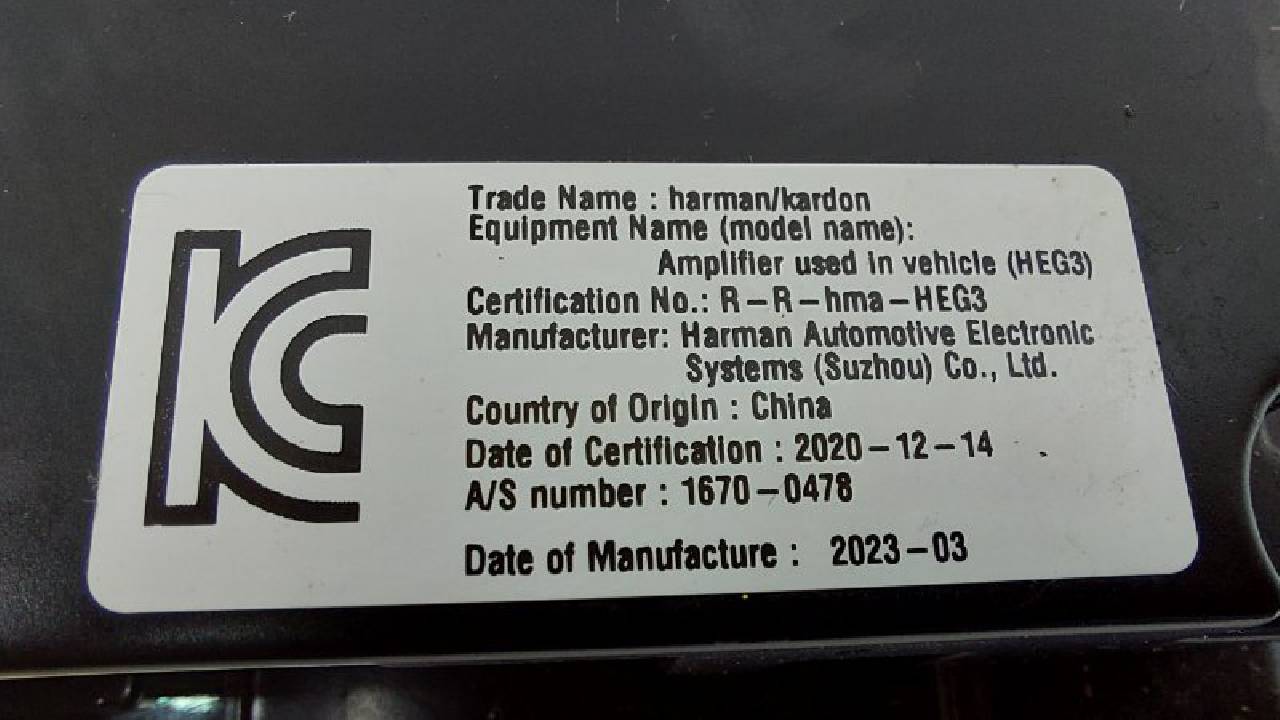 KC
Trade Name : harman/kardon
Equipment Name (model name):
Amplifier used in vehicle (HEG3)
Certification No.: R-R-hma-HEG3
Manufacturer: Harman Automotive Electronic
Systems (Suzhou) Co., Ltd.
Country of Origin : China
Date of Certification : 2020-12-14
A/S number : 1670-0478
Date of Manufacture : 2023-03